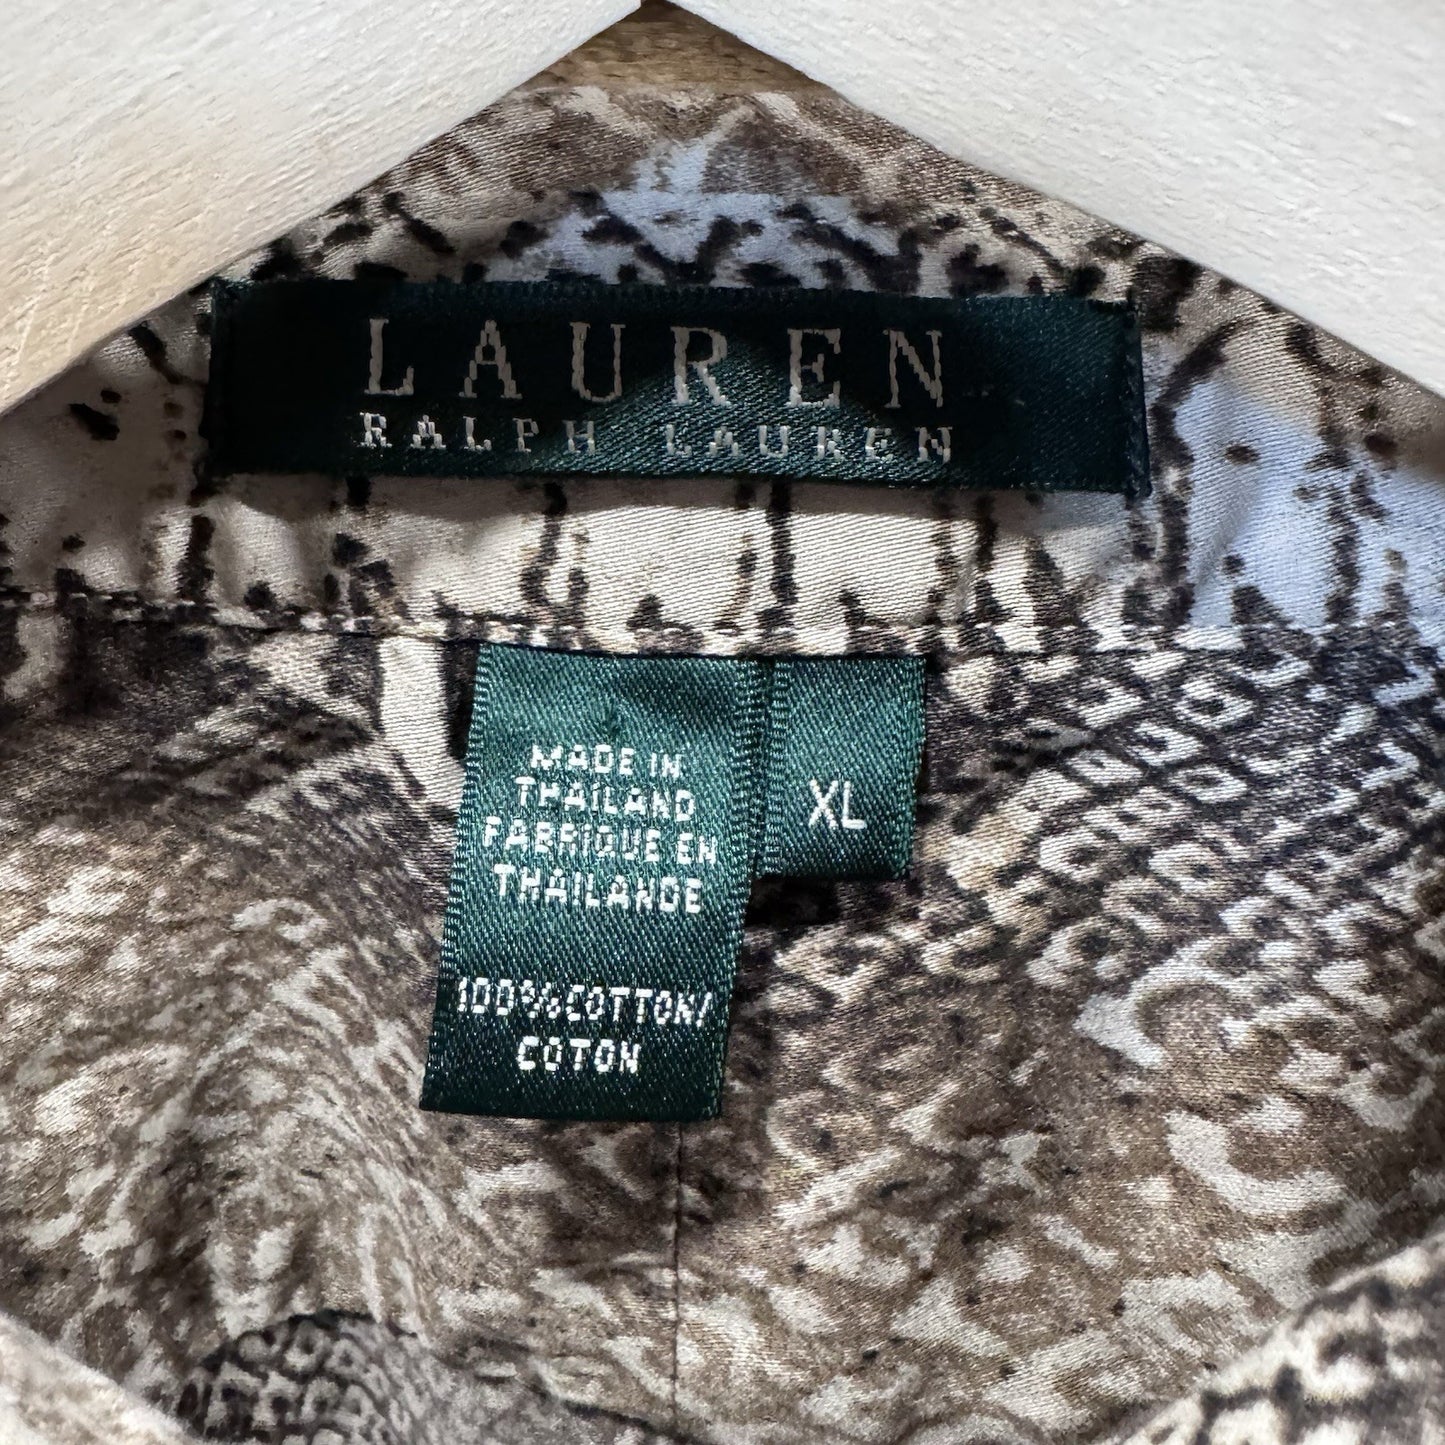 LAUREN
RALPH LAUREN
MADE IN
THAILAND
FABRIQUE EN
THAILANDE
100%COTTON/
COTON
XL